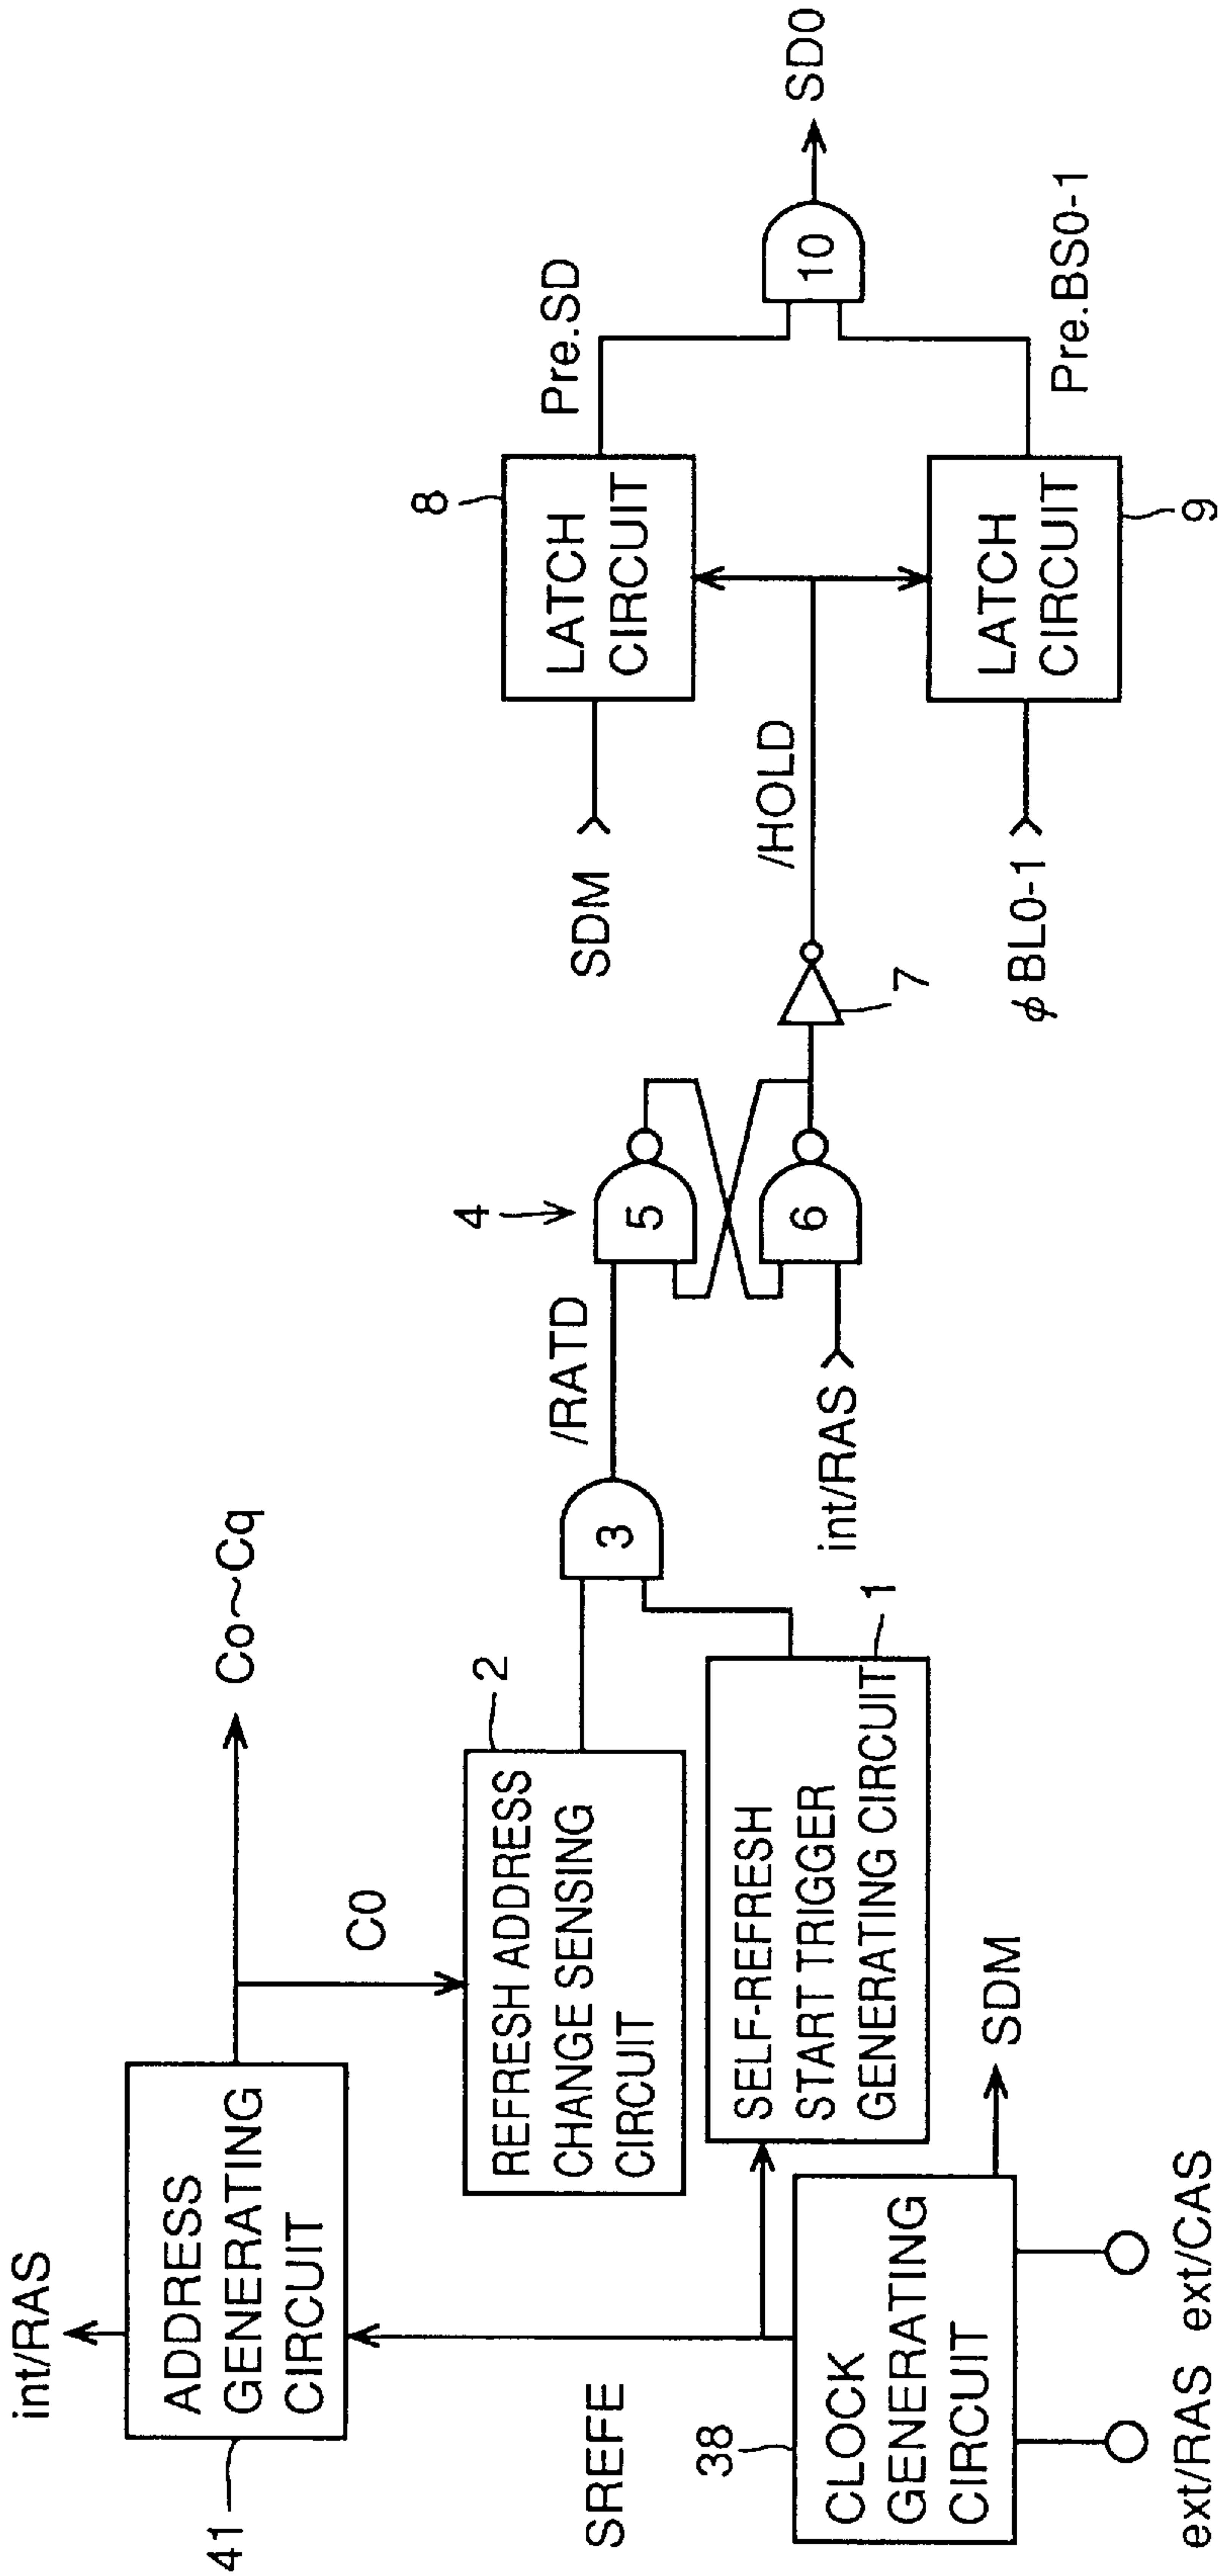 int/RAS
41
ADDRESS
GENERATING
CIRCUIT
Co~Cq
C0
SREFE
38
CLOCK
GENERATING
CIRCUIT
ext/RAS
ext/CAS
SDM
2
REFRESH ADDRESS
CHANGE SENSING
CIRCUIT
1
SELF-REFRESH
START TRIGGER
GENERATING CIRCUIT
3
/RATD
4
5
6
int/RAS
7
/HOLD
SDM
8
LATCH
CIRCUIT
Pre.SD
φ BL0-1
9
LATCH
CIRCUIT
Pre.BS0-1
10
SD0